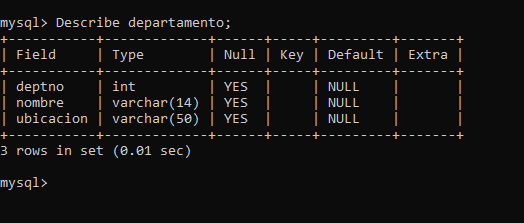 mysql> Describe departamento;
+-----------+-------------+------+-----+---------+-------+
| Field     | Type        | Null | Key | Default | Extra |
+-----------+-------------+------+-----+---------+-------+
| deptno    | int         | YES  |     | NULL    |       |
| nombre    | varchar(14) | YES  |     | NULL    |       |
| ubicacion | varchar(50) | YES  |     | NULL    |       |
+-----------+-------------+------+-----+---------+-------+
3 rows in set (0.01 sec)
mysql>